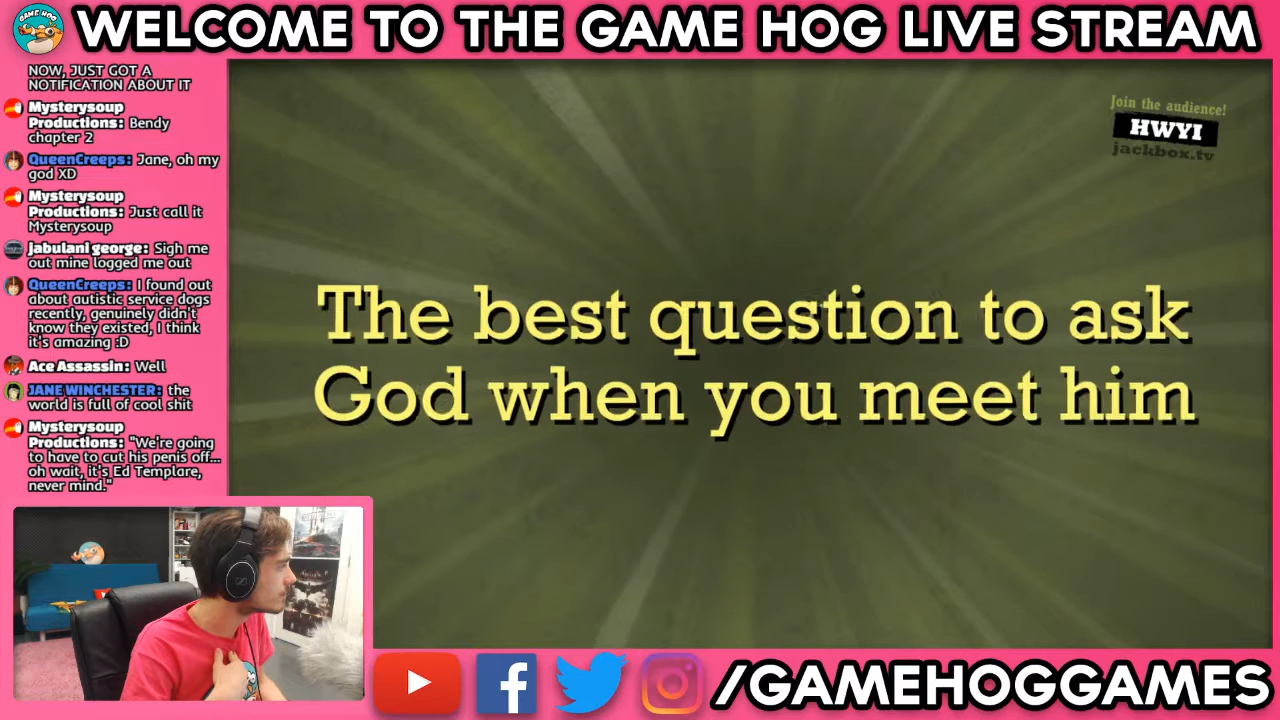 WELCOME TO THE GAME HOG LIVE STREAM
NOW, JUST GOT A
NOTIFICATION ABOUT IT
Mysterysoup
Productions: Bendy
chapter 2
QueenCreeps: Jane, oh my
god XD
Mysterysoup
Productions: Just call it
Mysterysoup
jabulani george: Sigh me
out mine logged me out
QueenCreeps: I found out
about autistic service dogs
recently, genuinely didn't
know they existed, I think
it's amazing :D
Ace Assassin: Well
JANE WINCHESTER: the
world is full of cool shit
Mysterysoup
Productions: "We're going
to have to cut his penis off...
oh wait, it's Ed Templare,
never mind."
Join the audience!
HWYI
jackbox.tv
The best question to ask
God when you meet him
/GAMEHOGGAMES